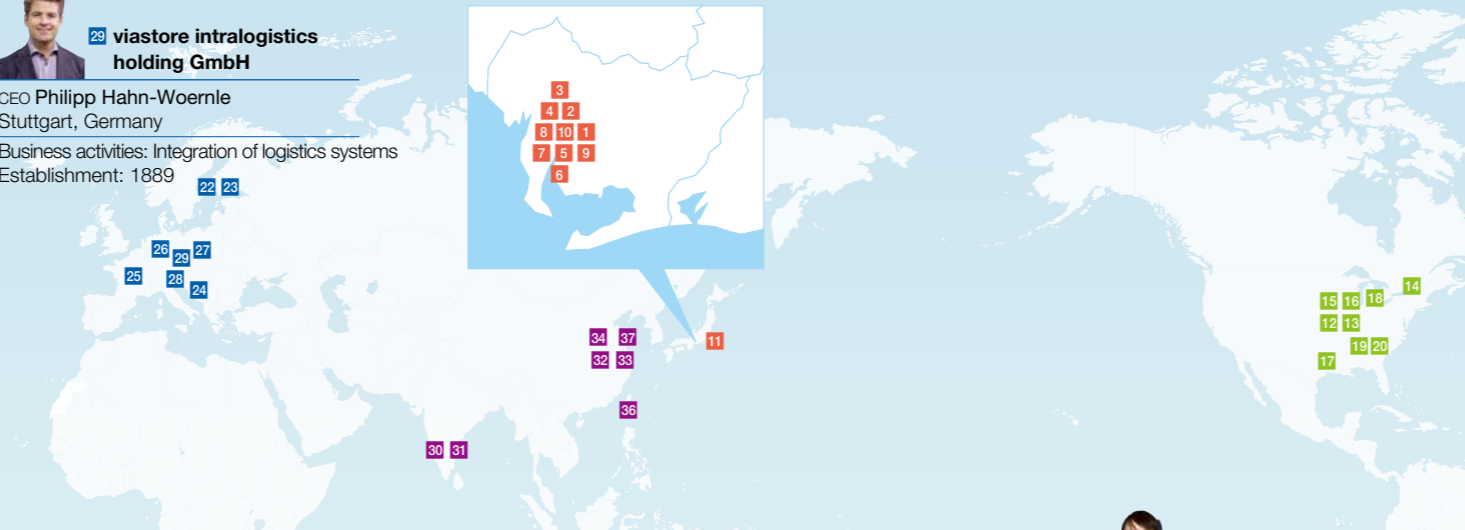 29 viastore intralogistics
holding GmbH
CEO Philipp Hahn-Woernle
Stuttgart, Germany
Business activities: Integration of logistics systems
Establishment: 1889
22 23
26 29 27
25 28 24
3
4 2
8 10 1
7 5 9
6
34 37 11
32 33
36
30 31
14
15 16 18
12 13
19 20
17